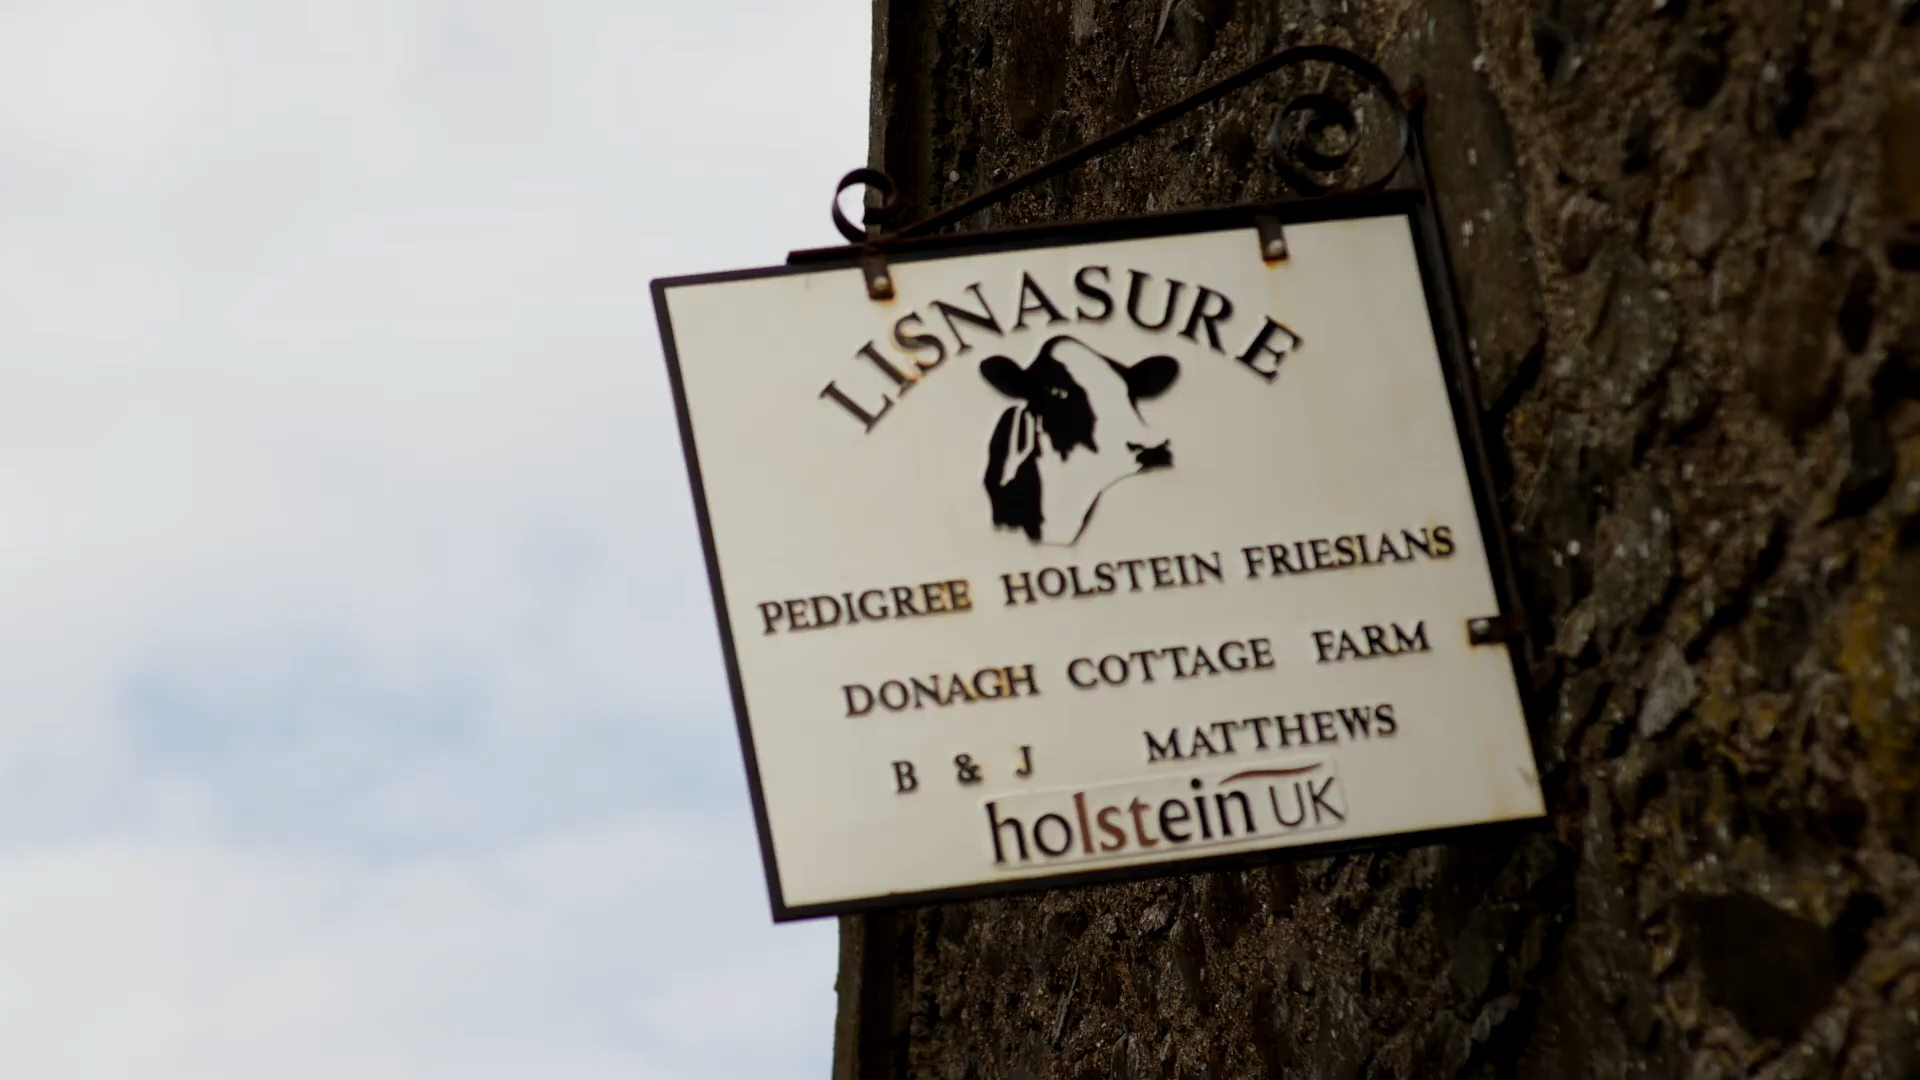 LISNASURE
PEDIGREE HOLSTEIN FRIESIANS
DONAGH COTTAGE FARM
B & J MATTHEWS
holstein UK